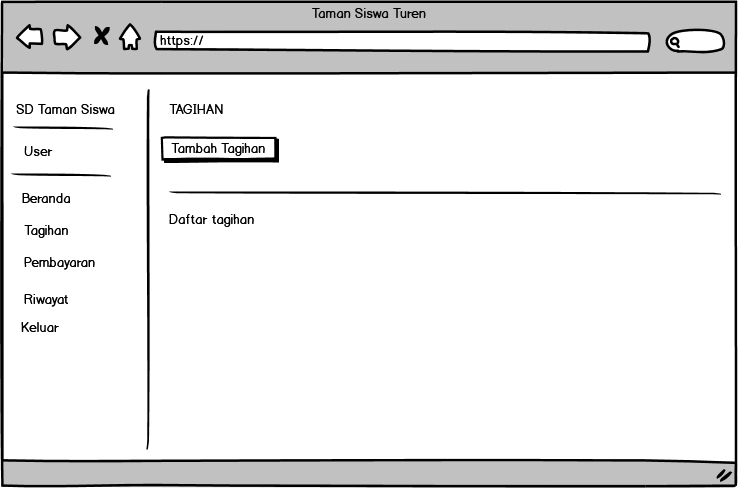 Taman Siswa Turen
https://
SD Taman Siswa
User
Beranda
Tagihan
Pembayaran
Riwayat
Keluar
TAGIHAN
Tambah Tagihan
Daftar tagihan